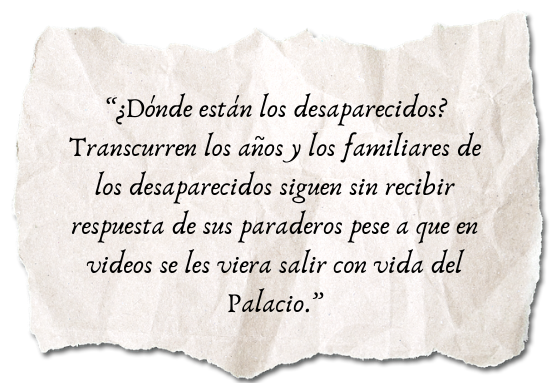 “¿Dónde están los desaparecidos?
Transcurren los años y los familiares de
los desaparecidos siguen sin recibir
respuesta de sus paraderos pese a que en
videos se les viera salir con vida del
Palacio.”